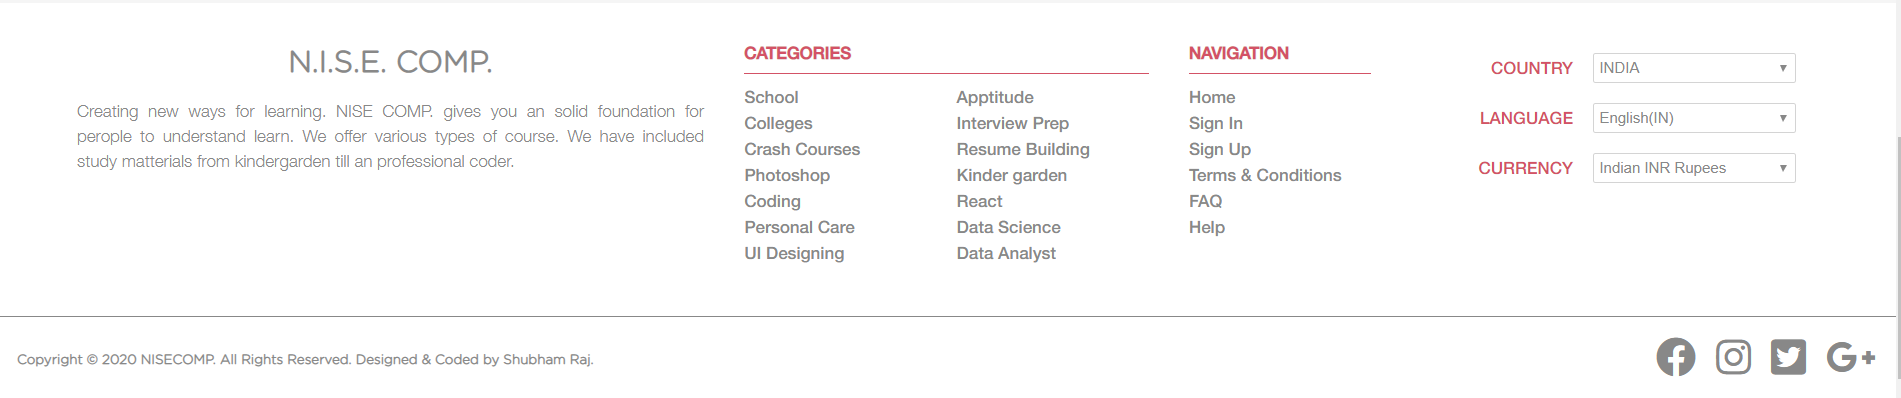 N.I.S.E. COMP.
Creating new ways for learning. NISE COMP. gives you an solid foundation for
perople to understand learn. We offer various types of course. We have included
study matterials from kindergarden till an professional coder.
CATEGORIES
School
Colleges
Crash Courses
Photoshop
Coding
Personal Care
UI Designing
Apptitude
Interview Prep
Resume Building
Kinder garden
React
Data Science
Data Analyst
NAVIGATION
Home
Sign In
Sign Up
Terms & Conditions
FAQ
Help
COUNTRY INDIA
LANGUAGE English(IN)
CURRENCY Indian INR Rupees
Copyright © 2020 NISECOMP. All Rights Reserved. Designed & Coded by Shubham Raj.